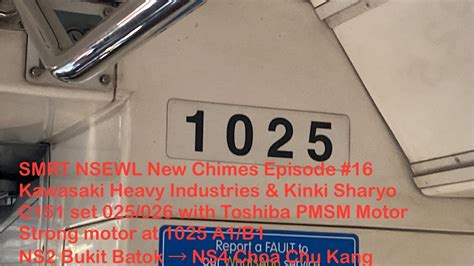 1025
SMRT NSEWL New Chimes Episode #16
Kawasaki Heavy Industries & Kinki Sharyo
C151 set 025/026 with Toshiba PMSM Motor
Strong motor at 1025 A1/B1
Report a FAULT to
NS2 Bukit Batok → NS4 Choa Chu Kang